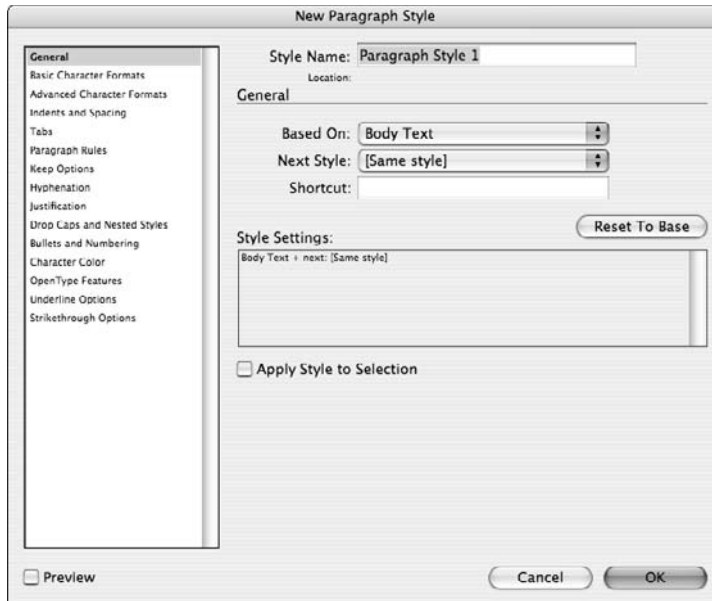 New Paragraph Style
General
Basic Character Formats
Advanced Character Formats
Indents and Spacing
Tabs
Paragraph Rules
Keep Options
Hyphenation
Justification
Drop Caps and Nested Styles
Bullets and Numbering
Character Color
OpenType Features
Underline Options
Strikethrough Options
Style Name: Paragraph Style 1
Location:
General
Based On: Body Text
Next Style: [Same style]
Shortcut:
Reset To Base
Style Settings:
Body Text + next: [Same style]
Apply Style to Selection
Preview
Cancel
OK